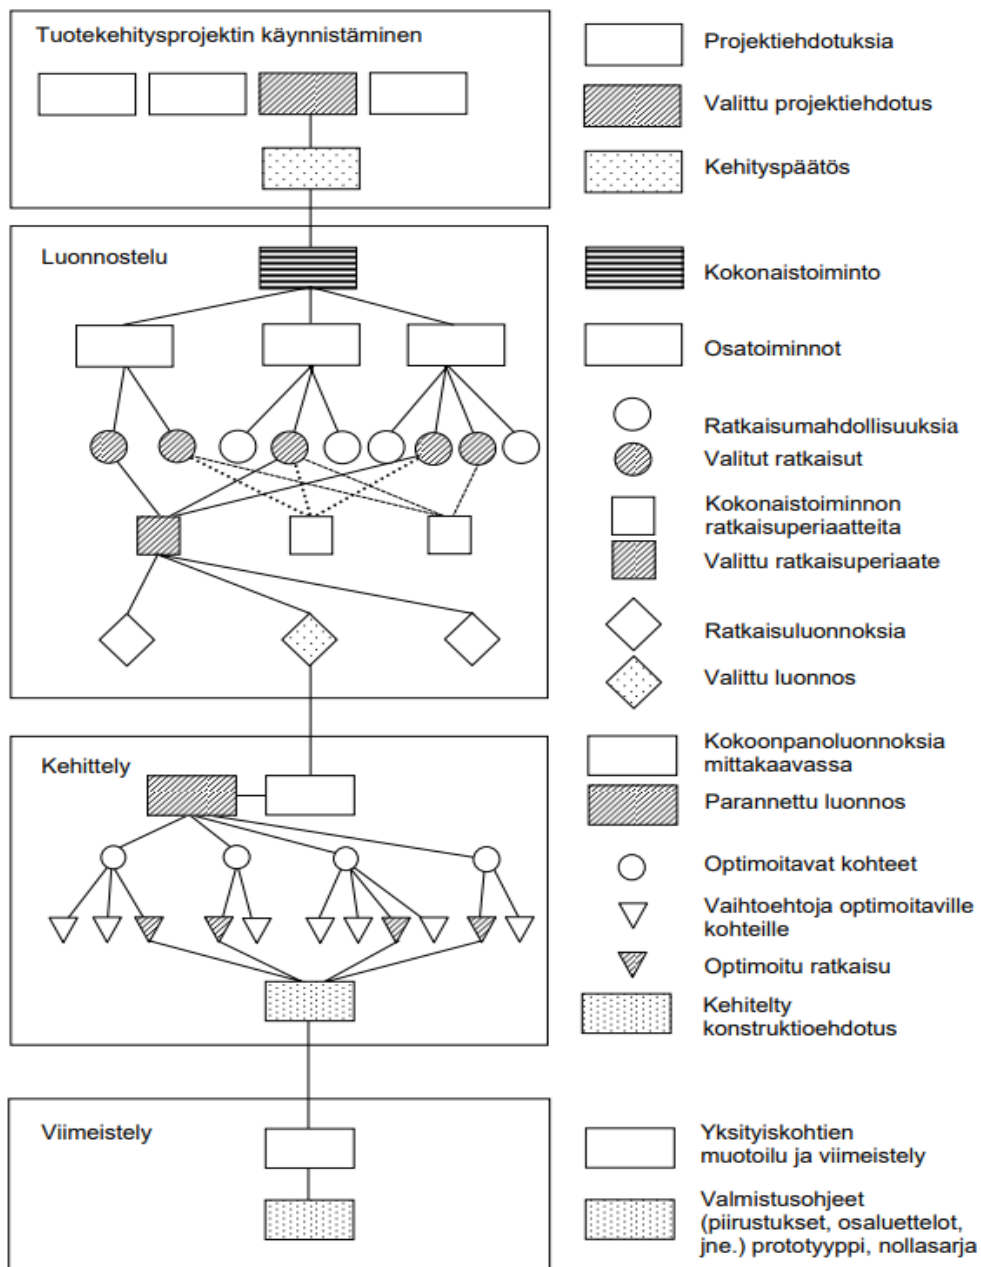 Tuotekehitysprojektin käynnistäminen
Projektiehdotuksia
Valittu projektiehdotus
Kehityspäätös
Luonnostelu
Kokonaistoiminto
Osatoiminnot
Ratkaisumahdollisuuksia
Valitut ratkaisut
Kokonaistoiminnon
ratkaisuperiaatteita
Valittu ratkaisuperiaate
Ratkaisuluonnoksia
Valittu luonnos
Kehittely
Kokoonpanoluonnoksia
mittakaavassa
Parannettu luonnos
Optimoitavat kohteet
Vaihtoehtoja optimoitaville
kohteille
Optimoitu ratkaisu
Kehitelty
konstruktioehdotus
Viimeistely
Yksityiskohtien
muotoilu ja viimeistely
Valmistusohjeet
(piirustukset, osaluettelot,
jne.) prototyyppi, nollasarja